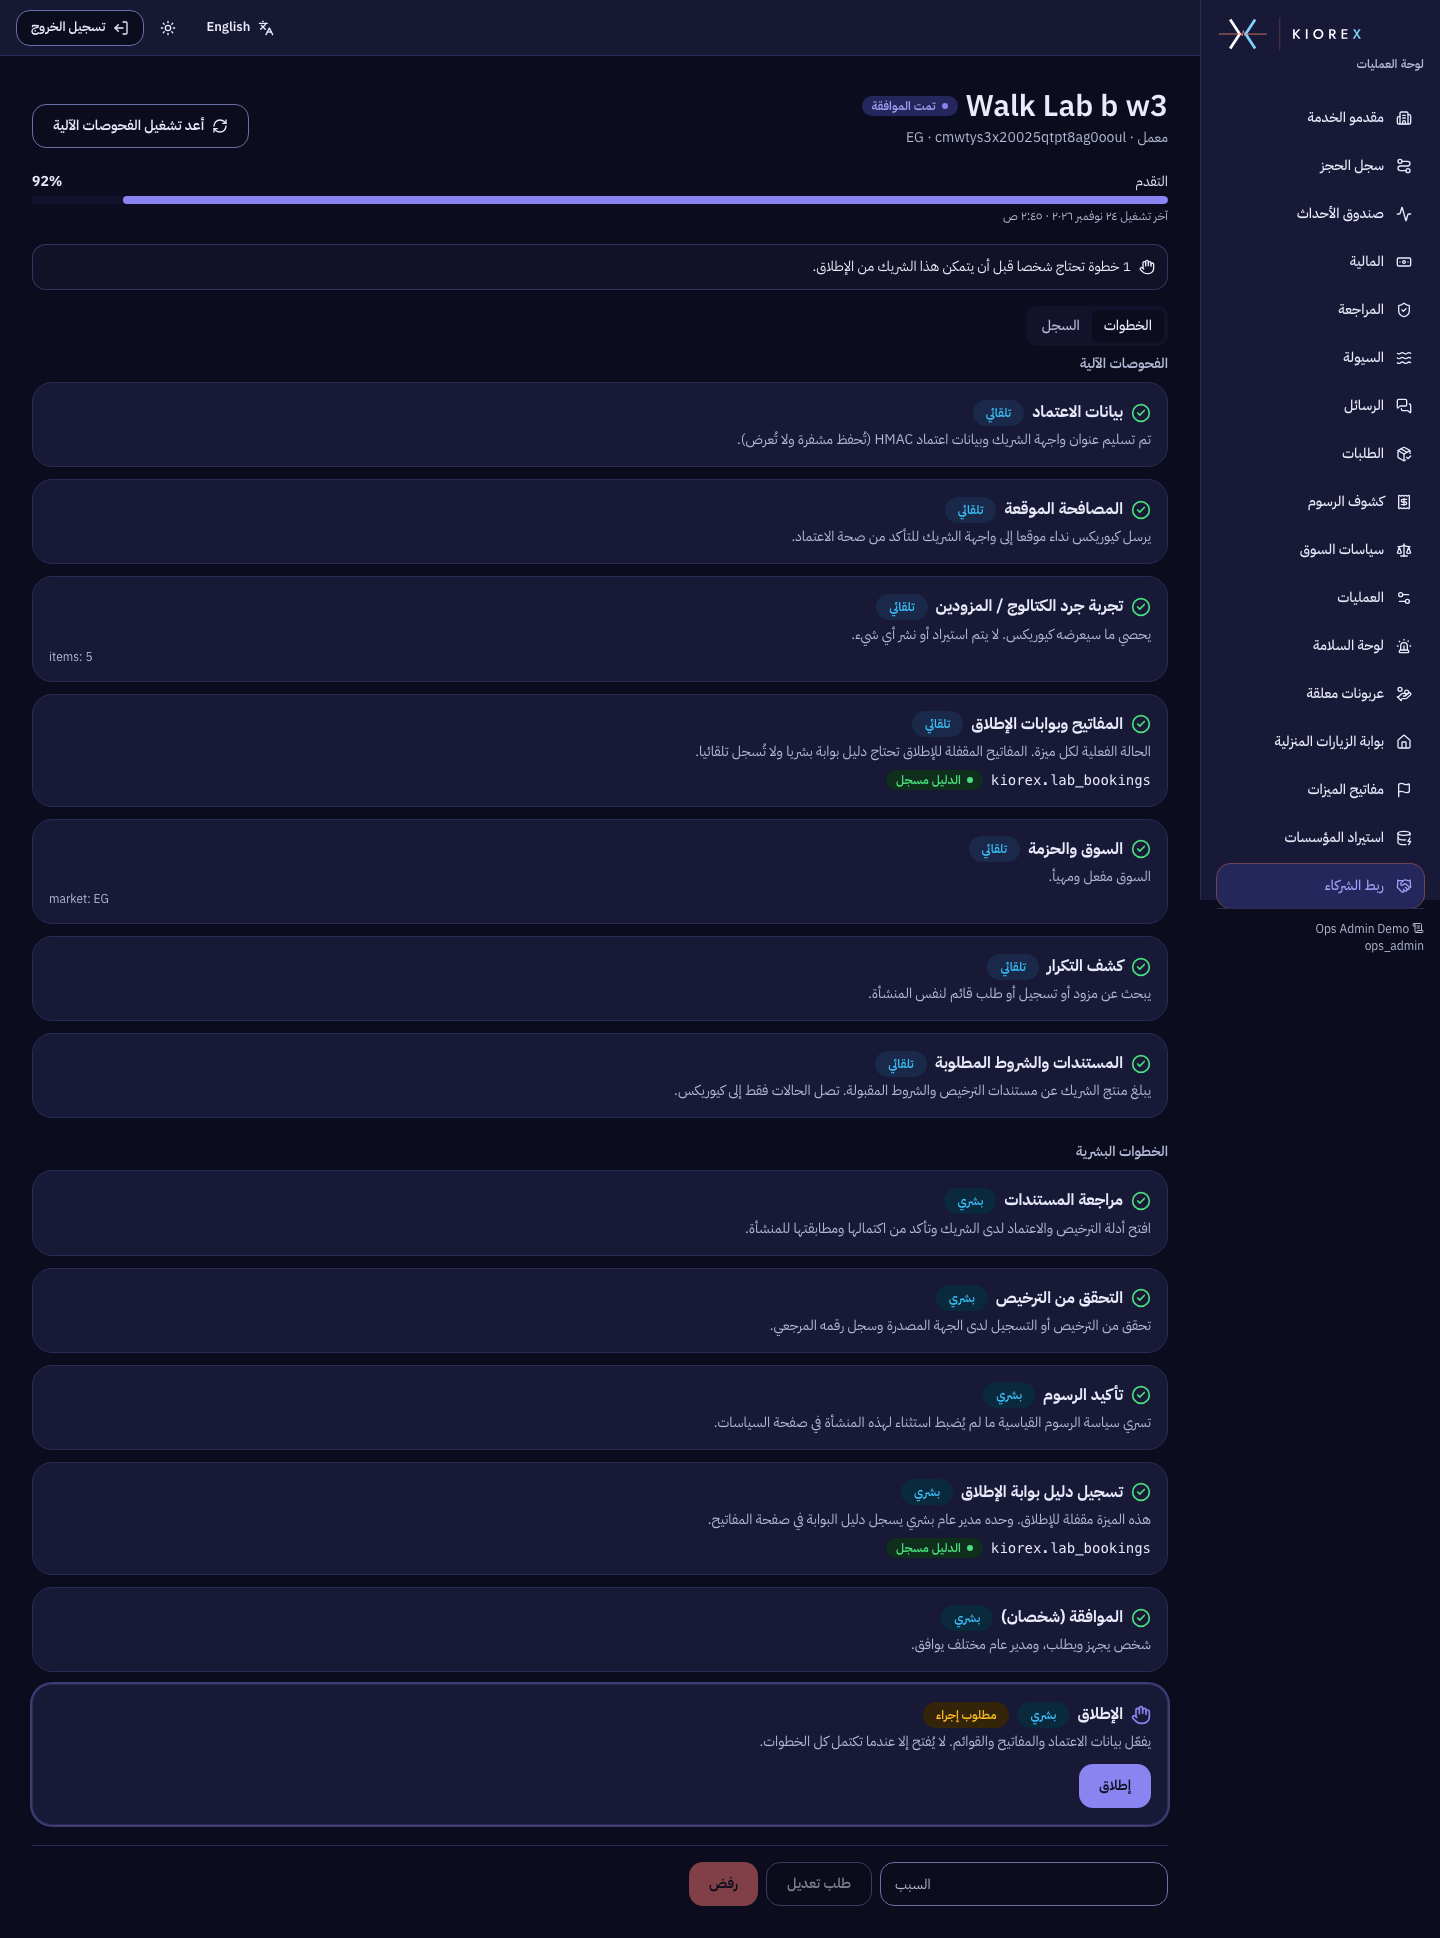 KIOREX
لوحة العمليات
مقدمو الخدمة
سجل الحجز
صندوق الأحداث
المالية
المراجعة
السيولة
الرسائل
الطلبات
كشوف الرسوم
سياسات السوق
العمليات
لوحة السلامة
عربونات معلقة
بوابة الزيارات المنزلية
مفاتيح الميزات
استيراد المؤسسات
ربط الشركاء
Ops Admin Demo
ops_admin
English
تسجيل الخروج
Walk Lab b w3 تمت الموافقة
معمل · EG · cmwtys3x20025qtpt8ag0ooul
أعد تشغيل الفحوصات الآلية
التقدم 92%
آخر تشغيل ٢٤ نوفمبر ٢٠٢٦ · ٢:٤٥ ص
1 خطوة تحتاج شخصا قبل أن يتمكن هذا الشريك من الإطلاق.
الخطوات السجل
الفحوصات الآلية
بيانات الاعتماد تلقائي
تم تسليم عنوان واجهة الشريك وبيانات اعتماد HMAC (تُحفظ مشفرة ولا تُعرض).
المصافحة الموقعة تلقائي
يرسل كيوريكس نداء موقعا إلى واجهة الشريك للتأكد من صحة الاعتماد.
تجربة جرد الكتالوج / المزودين تلقائي
يحصي ما سيعرضه كيوريكس. لا يتم استيراد أو نشر أي شيء.
items: 5
المفاتيح وبوابات الإطلاق تلقائي
الحالة الفعلية لكل ميزة. المفاتيح المقفلة للإطلاق تحتاج دليل بوابة بشريا ولا تُسجل تلقائيا.
kiorex.lab_bookings الدليل مسجل
السوق والحزمة تلقائي
السوق مفعل ومهيأ.
market: EG
كشف التكرار تلقائي
يبحث عن مزود أو تسجيل أو طلب قائم لنفس المنشأة.
المستندات والشروط المطلوبة تلقائي
يبلغ منتج الشريك عن مستندات الترخيص والشروط المقبولة. تصل الحالات فقط إلى كيوريكس.
الخطوات البشرية
مراجعة المستندات بشري
افتح أدلة الترخيص والاعتماد لدى الشريك وتأكد من اكتمالها ومطابقتها للمنشأة.
التحقق من الترخيص بشري
تحقق من الترخيص أو التسجيل لدى الجهة المصدرة وسجل رقمه المرجعي.
تأكيد الرسوم بشري
تسري سياسة الرسوم القياسية ما لم يُضبط استثناء لهذه المنشأة في صفحة السياسات.
تسجيل دليل بوابة الإطلاق بشري
هذه الميزة مقفلة للإطلاق. وحده مدير عام بشري يسجل دليل البوابة في صفحة المفاتيح.
kiorex.lab_bookings الدليل مسجل
الموافقة (شخصان) بشري
شخص يجهز ويطلب، ومدير عام مختلف يوافق.
الإطلاق بشري مطلوب إجراء
يفعّل بيانات الاعتماد والمفاتيح والقوائم. لا يُفتح إلا عندما تكتمل كل الخطوات.
إطلاق
السبب طلب تعديل رفض